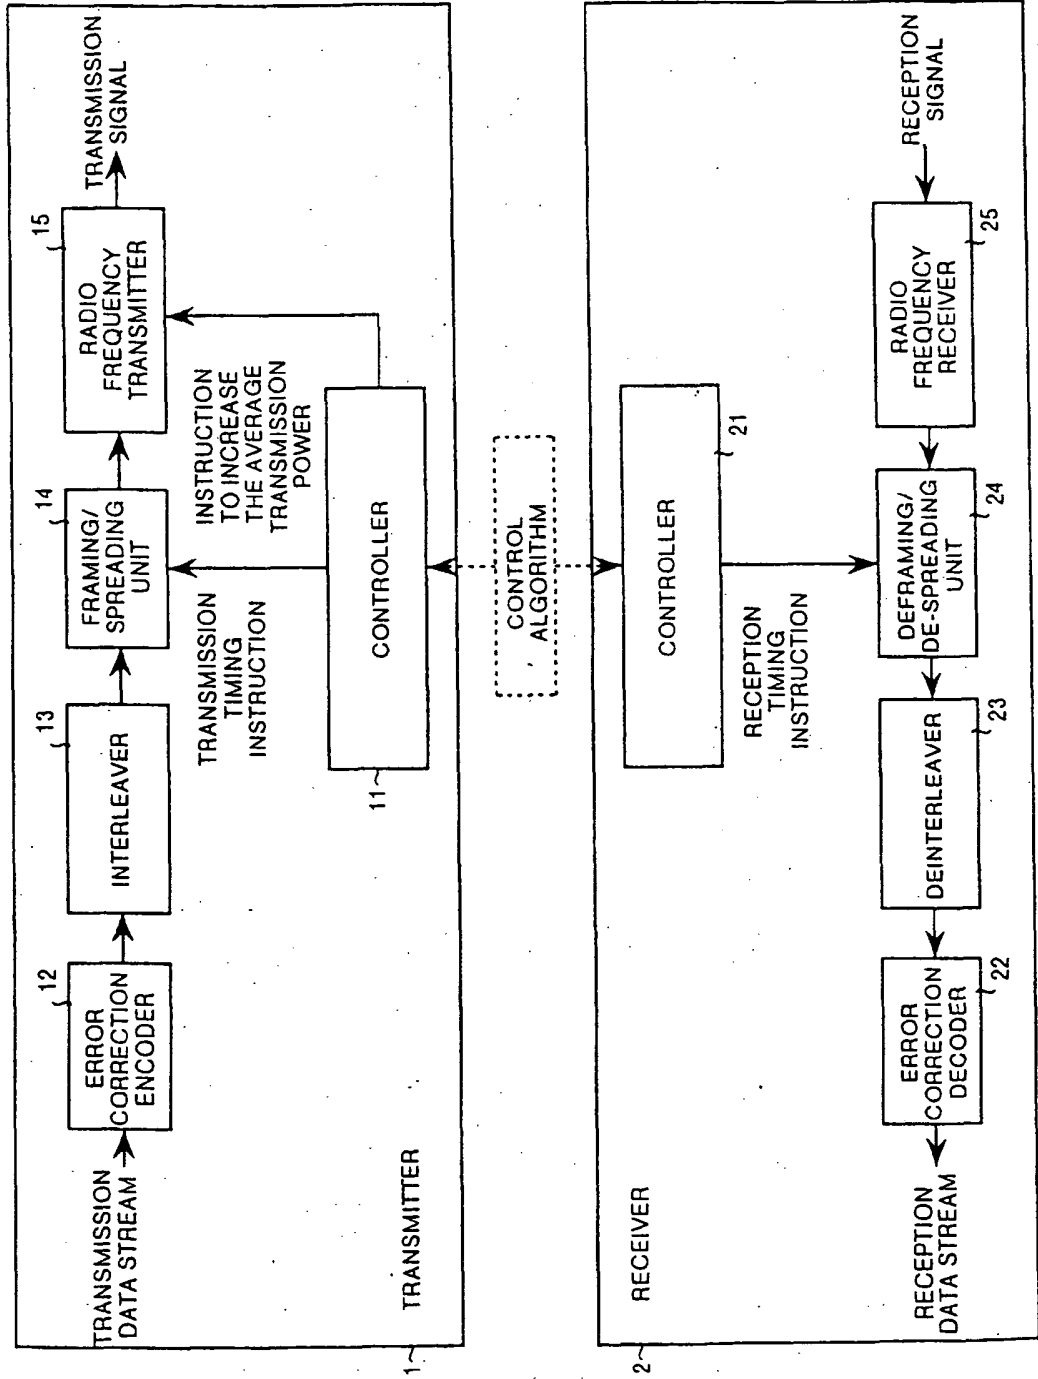 TRANSMISSION
DATA STREAM
12
ERROR
CORRECTION
ENCODER
13
INTERLEAVER
14
FRAMING/
SPREADING
UNIT
15
RADIO
FREQUENCY
TRANSMITTER
TRANSMISSION
SIGNAL
TRANSMISSION
TIMING
INSTRUCTION
INSTRUCTION
TO INCREASE
THE AVERAGE
TRANSMISSION
POWER
11
CONTROLLER
TRANSMITTER
1
CONTROL
ALGORITHM
2
RECEIVER
CONTROLLER
21
RECEPTION
TIMING
INSTRUCTION
RECEPTION
DATA STREAM
ERROR
CORRECTION
DECODER
22
DEINTERLEAVER
23
DEFRAMING/
DE-SPREADING
UNIT
24
RADIO
FREQUENCY
RECEIVER
25
RECEPTION
SIGNAL